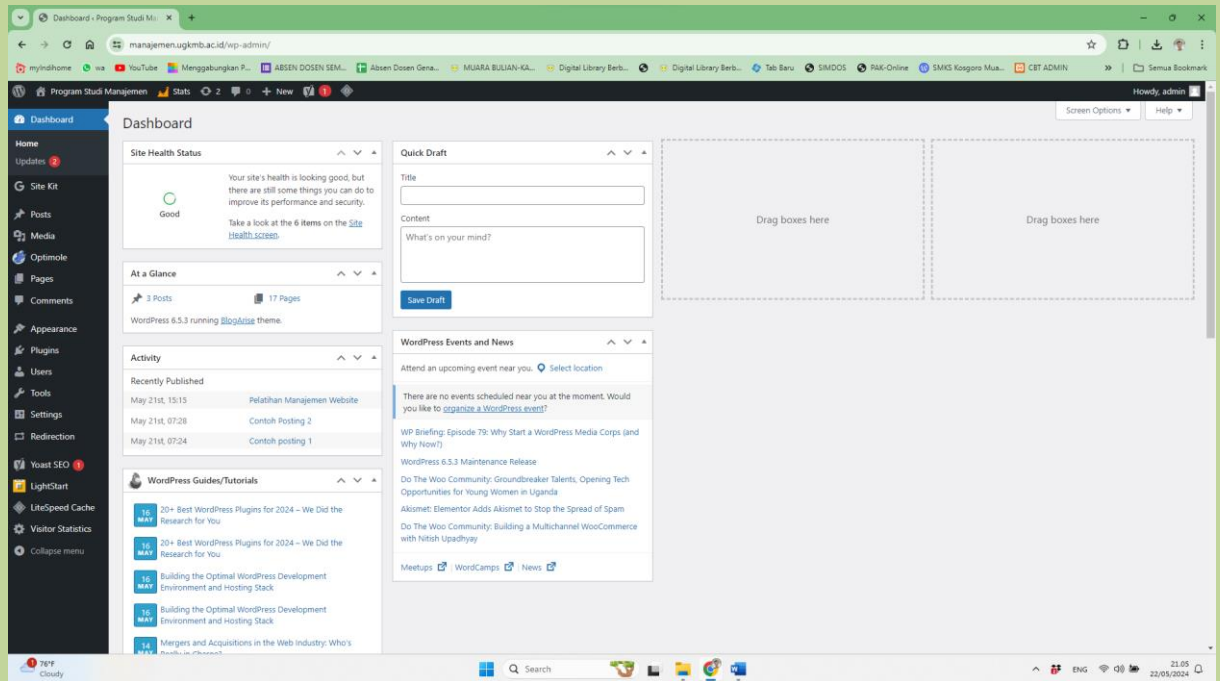 Dashboard ‹ Program Studi Ma
manajemen.ugkmb.ac.id/wp-admin/
myIndihome
wa
YouTube
Menggabungkan P...
ABSEN DOSEN SEM...
Absen Dosen Gena...
MUARA BULIAN-KA...
Digital Library Berb...
Digital Library Berb...
Tab Baru
SIMDOS
PAK-Online
SMKS Kosgoro Mua...
CBT ADMIN
Semua Bookmark
Program Studi Manajemen
Stats
2
0
New
1
Howdy, admin
Screen Options
Help
Dashboard
Home
Updates 2
Site Kit
Posts
Media
Optimole
Pages
Comments
Appearance
Plugins
Users
Tools
Settings
Redirection
Yoast SEO 1
LightStart
LiteSpeed Cache
Visitor Statistics
Collapse menu
Dashboard
Site Health Status
Good
Your site's health is looking good, but
there are still some things you can do to
improve its performance and security.
Take a look at the 6 items on the Site
Health screen.
At a Glance
3 Posts
17 Pages
WordPress 6.5.3 running BlogArise theme.
Activity
Recently Published
May 21st, 15:15 Pelatihan Manajemen Website
May 21st, 07:28 Contoh Posting 2
May 21st, 07:24 Contoh posting 1
WordPress Guides/Tutorials
16 MAY
20+ Best WordPress Plugins for 2024 – We Did the
Research for You
16 MAY
20+ Best WordPress Plugins for 2024 – We Did the
Research for You
16 MAY
Building the Optimal WordPress Development
Environment and Hosting Stack
16 MAY
Building the Optimal WordPress Development
Environment and Hosting Stack
14
Mergers and Acquisitions in the Web Industry: Who's
Quick Draft
Title
Content
What's on your mind?
Save Draft
WordPress Events and News
Attend an upcoming event near you. Select location
There are no events scheduled near you at the moment. Would
you like to organize a WordPress event?
WP Briefing: Episode 79: Why Start a WordPress Media Corps (and
Why Now?)
WordPress 6.5.3 Maintenance Release
Do The Woo Community: Groundbreaker Talents, Opening Tech
Opportunities for Young Women in Uganda
Akismet: Elementor Adds Akismet to Stop the Spread of Spam
Do The Woo Community: Building a Multichannel WooCommerce
with Nitish Upadhyay
Meetups | WordCamps | News
Drag boxes here
Drag boxes here
1
76°F
Cloudy
Search
ENG
21.05
22/05/2024